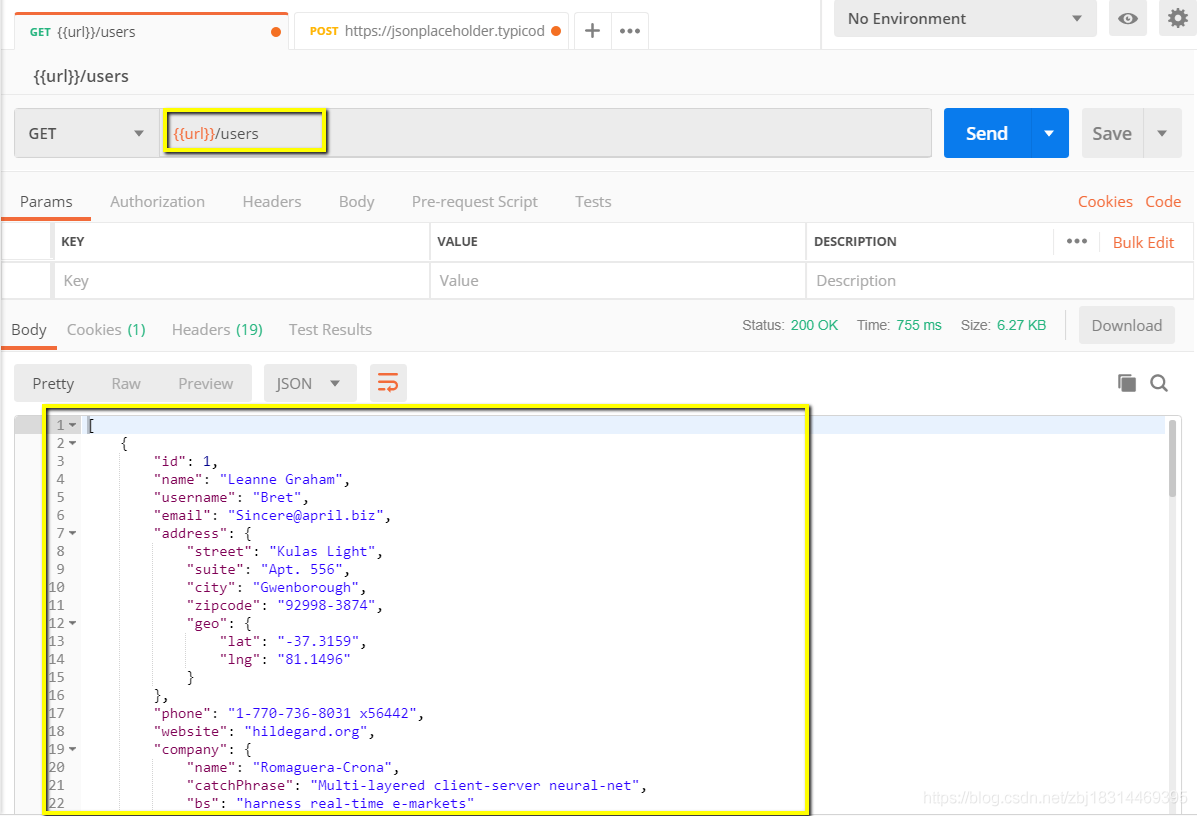 GET {{url}}/users
POST https://jsonplaceholder.typicod
No Environment
{{url}}/users
GET
{{url}}/users
Send
Save
Params Authorization Headers Body Pre-request Script Tests Cookies Code
KEY VALUE DESCRIPTION Bulk Edit
Key Value Description
Body Cookies (1) Headers (19) Test Results Status: 200 OK Time: 755 ms Size: 6.27 KB Download
Pretty Raw Preview JSON
1 [
2 {
3 "id": 1,
4 "name": "Leanne Graham",
5 "username": "Bret",
6 "email": "Sincere@april.biz",
7 "address": {
8 "street": "Kulas Light",
9 "suite": "Apt. 556",
10 "city": "Gwenborough",
11 "zipcode": "92998-3874",
12 "geo": {
13 "lat": "-37.3159",
14 "lng": "81.1496"
15 }
16 },
17 "phone": "1-770-736-8031 x56442",
18 "website": "hildegard.org",
19 "company": {
20 "name": "Romaguera-Crona",
21 "catchPhrase": "Multi-layered client-server neural-net",
22 "bs": "harness real-time e-markets"
https://blog.csdn.net/zbj18314469395